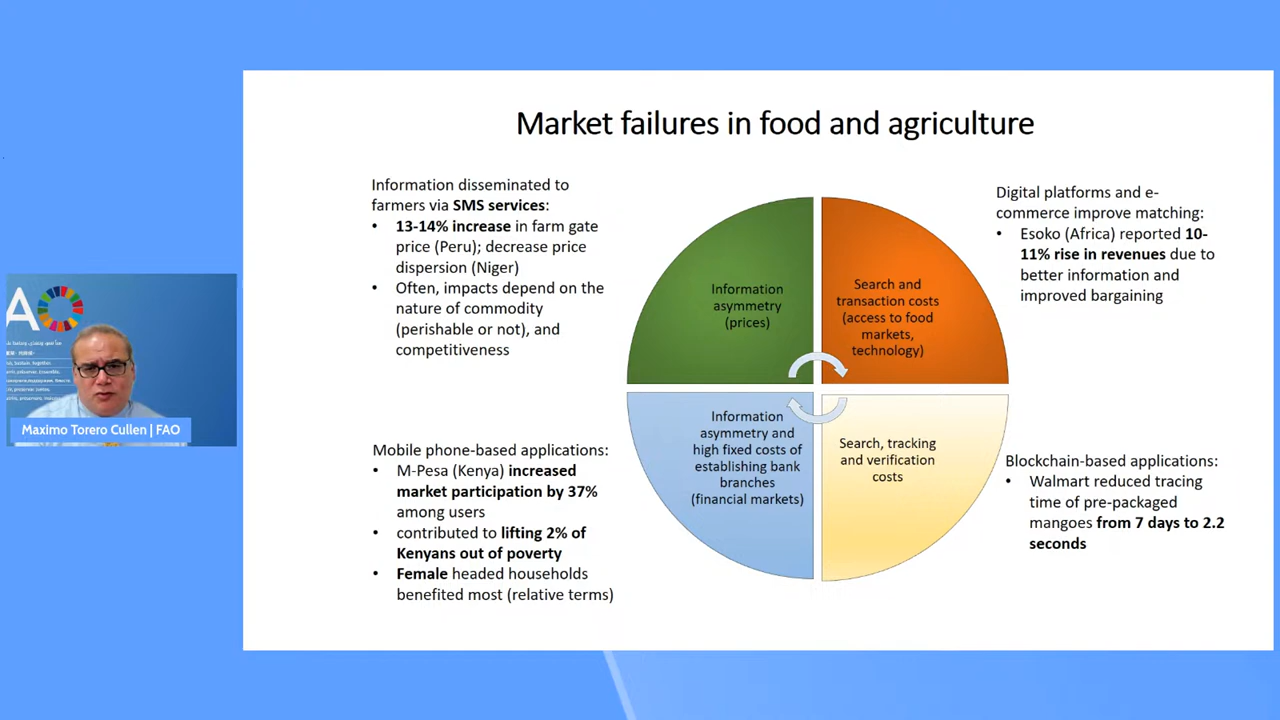 Market failures in food and agriculture
Information disseminated to
farmers via SMS services:
• 13-14% increase in farm gate
price (Peru); decrease price
dispersion (Niger)
• Often, impacts depend on the
nature of commodity
(perishable or not), and
competitiveness
Information
asymmetry
(prices)
Search and
transaction costs
(access to food
markets,
technology)
Digital platforms and e-
commerce improve matching:
• Esoko (Africa) reported 10-
11% rise in revenues due to
better information and
improved bargaining
A
Maximo Torero Cullen | FAO
Mobile phone-based applications:
• M-Pesa (Kenya) increased
market participation by 37%
among users
• contributed to lifting 2% of
Kenyans out of poverty
• Female headed households
benefited most (relative terms)
Information
asymmetry and
high fixed costs of
establishing bank
branches
(financial markets)
Search, tracking
and verification
costs
Blockchain-based applications:
• Walmart reduced tracing
time of pre-packaged
mangoes from 7 days to 2.2
seconds